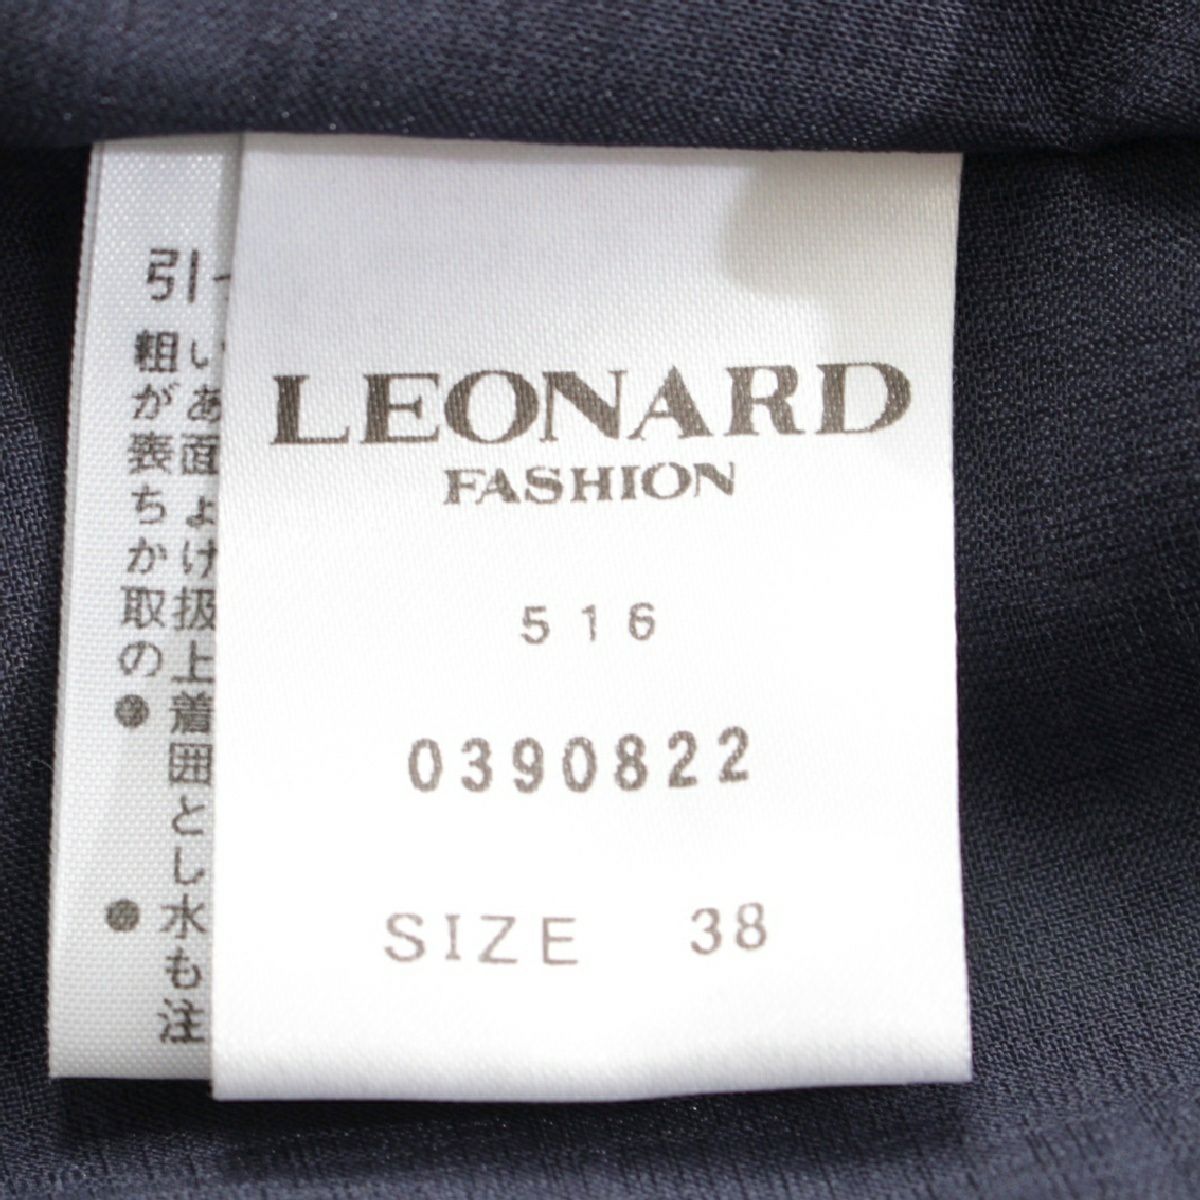 LEONARD
FASHION
516
0390822
SIZE 38
引
い
粗あ
が面
表ょ
ちけ
か扱
取上
の着
囲
と
し
水
も
注